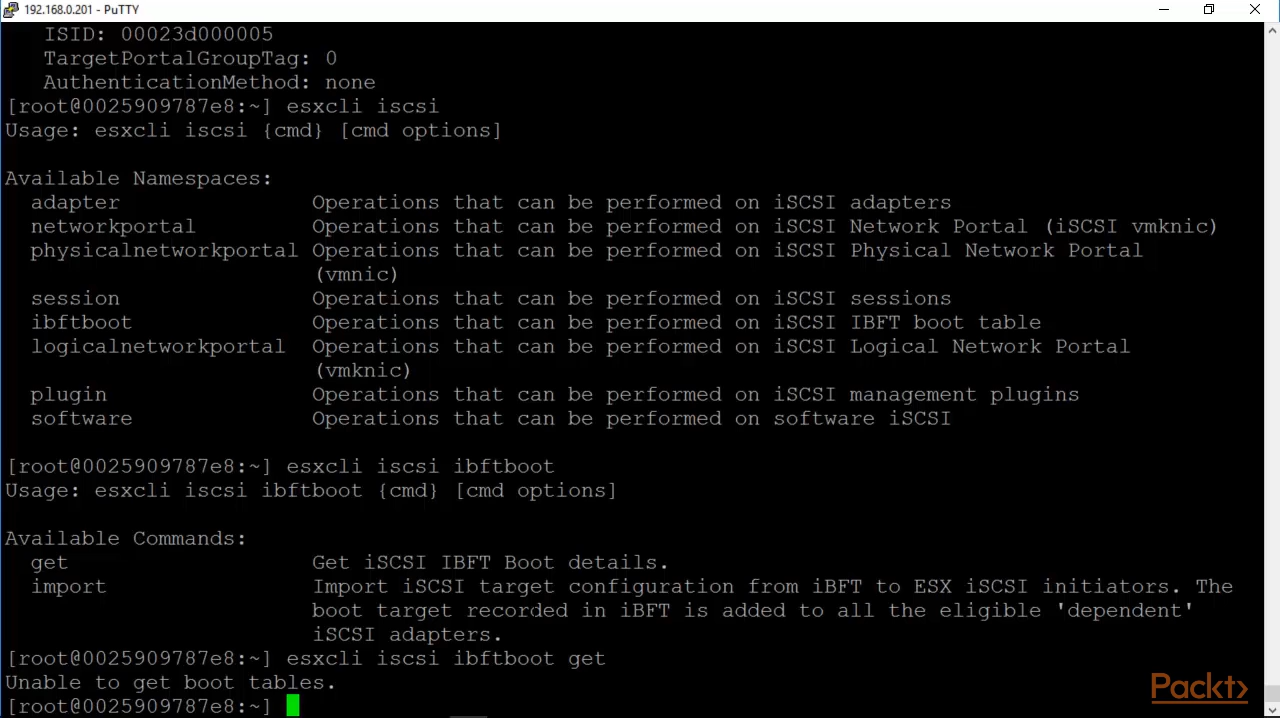 192.168.0.201 - PuTTY
ISID: 00023d000005
TargetPortalGroupTag: 0
AuthenticationMethod: none
[root@0025909787e8:~] esxcli iscsi
Usage: esxcli iscsi {cmd} [cmd options]
Available Namespaces:
adapter Operations that can be performed on iSCSI adapters
networkportal Operations that can be performed on iSCSI Network Portal (iSCSI vmknic)
physicalnetworkportal Operations that can be performed on iSCSI Physical Network Portal
(vmnic)
session Operations that can be performed on iSCSI sessions
ibftboot Operations that can be performed on iSCSI IBFT boot table
logicalnetworkportal Operations that can be performed on iSCSI Logical Network Portal
(vmknic)
plugin Operations that can be performed on iSCSI management plugins
software Operations that can be performed on software iSCSI
[root@0025909787e8:~] esxcli iscsi ibftboot
Usage: esxcli iscsi ibftboot {cmd} [cmd options]
Available Commands:
get Get iSCSI IBFT Boot details.
import Import iSCSI target configuration from iBFT to ESX iSCSI initiators. The
boot target recorded in iBFT is added to all the eligible 'dependent'
iSCSI adapters.
[root@0025909787e8:~] esxcli iscsi ibftboot get
Unable to get boot tables.
[root@0025909787e8:~]
Packt>